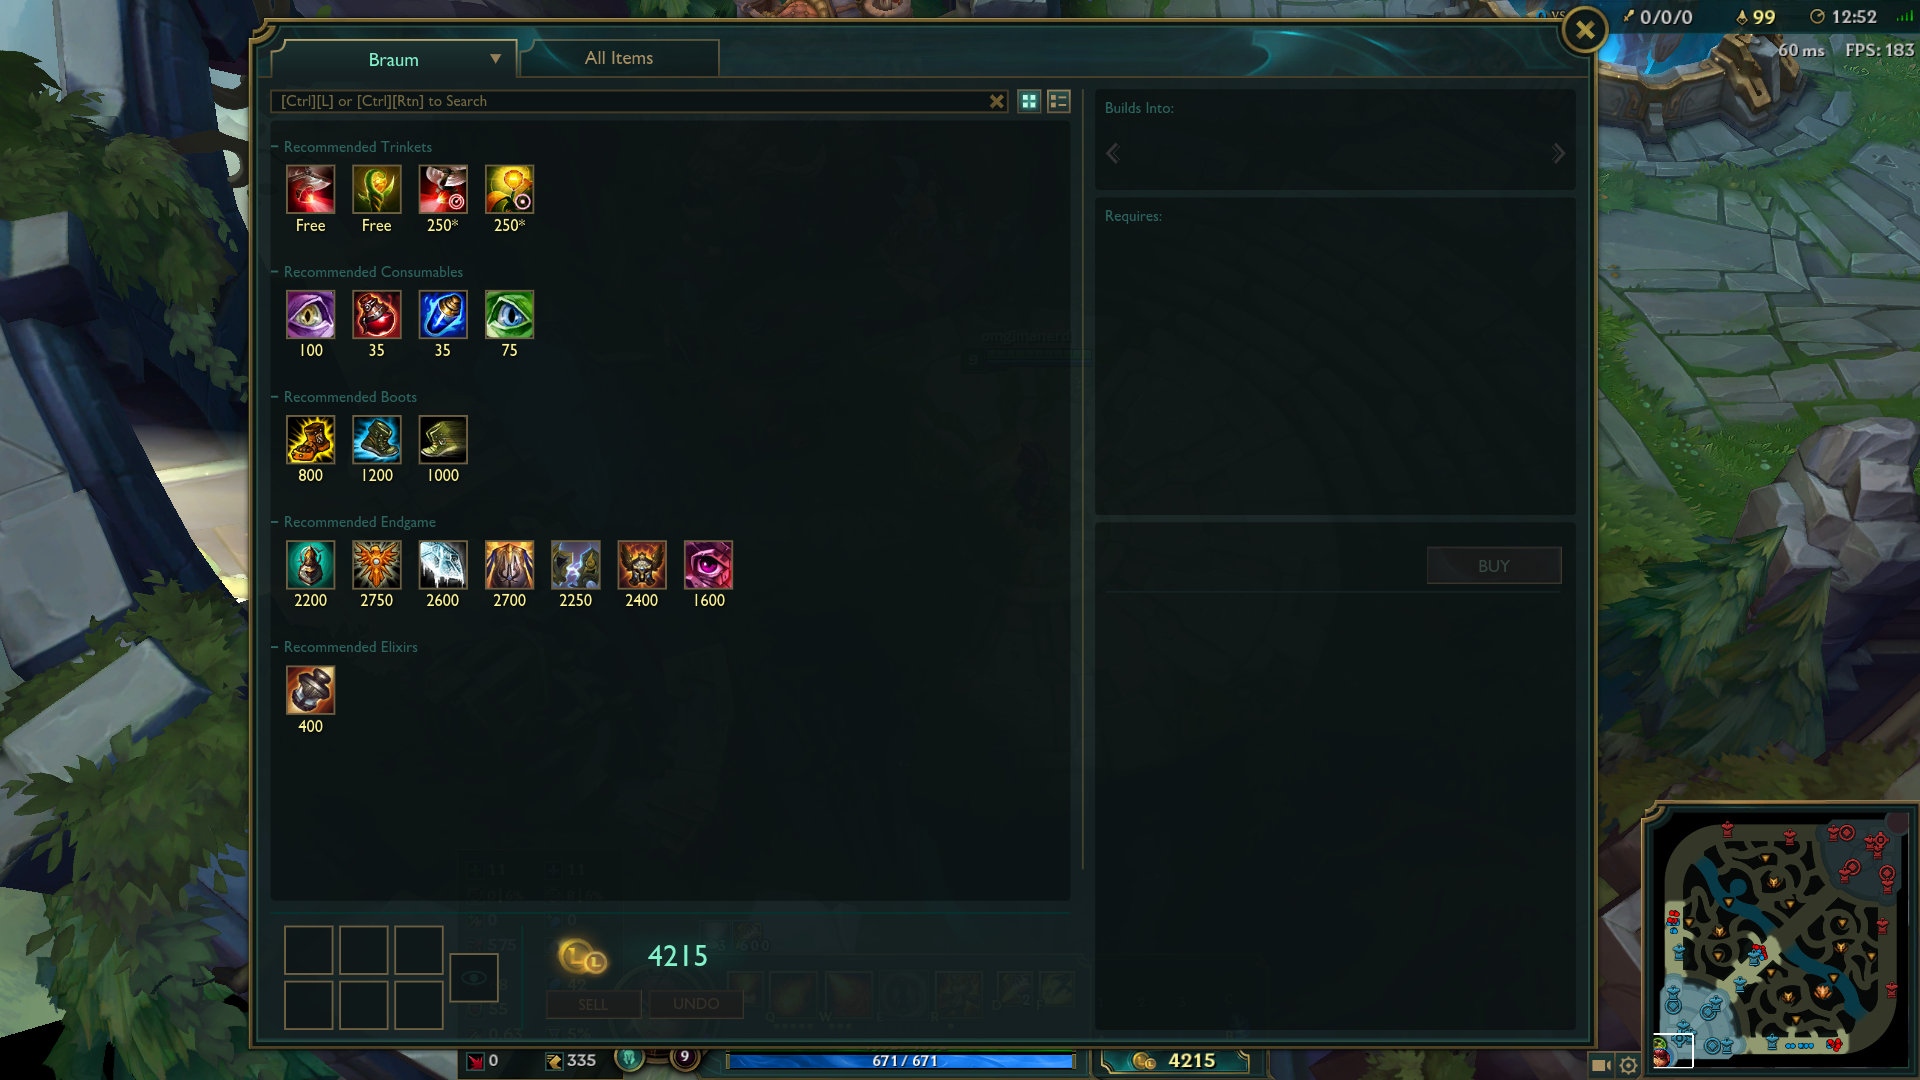 VS
0/0/0
99
12:52
60 ms FPS: 183
Braum
All Items
[Ctrl][L] or [Ctrl][Rtn] to Search
Builds Into:
Recommended Trinkets
Free Free 250* 250*
Requires:
Recommended Consumables
100 35 35 75
Recommended Boots
800 1200 1000
Recommended Endgame
2200 2750 2600 2700 2250 2400 1600
BUY
Recommended Elixirs
400
4215
SELL UNDO
0 335 9 671 / 671 4215